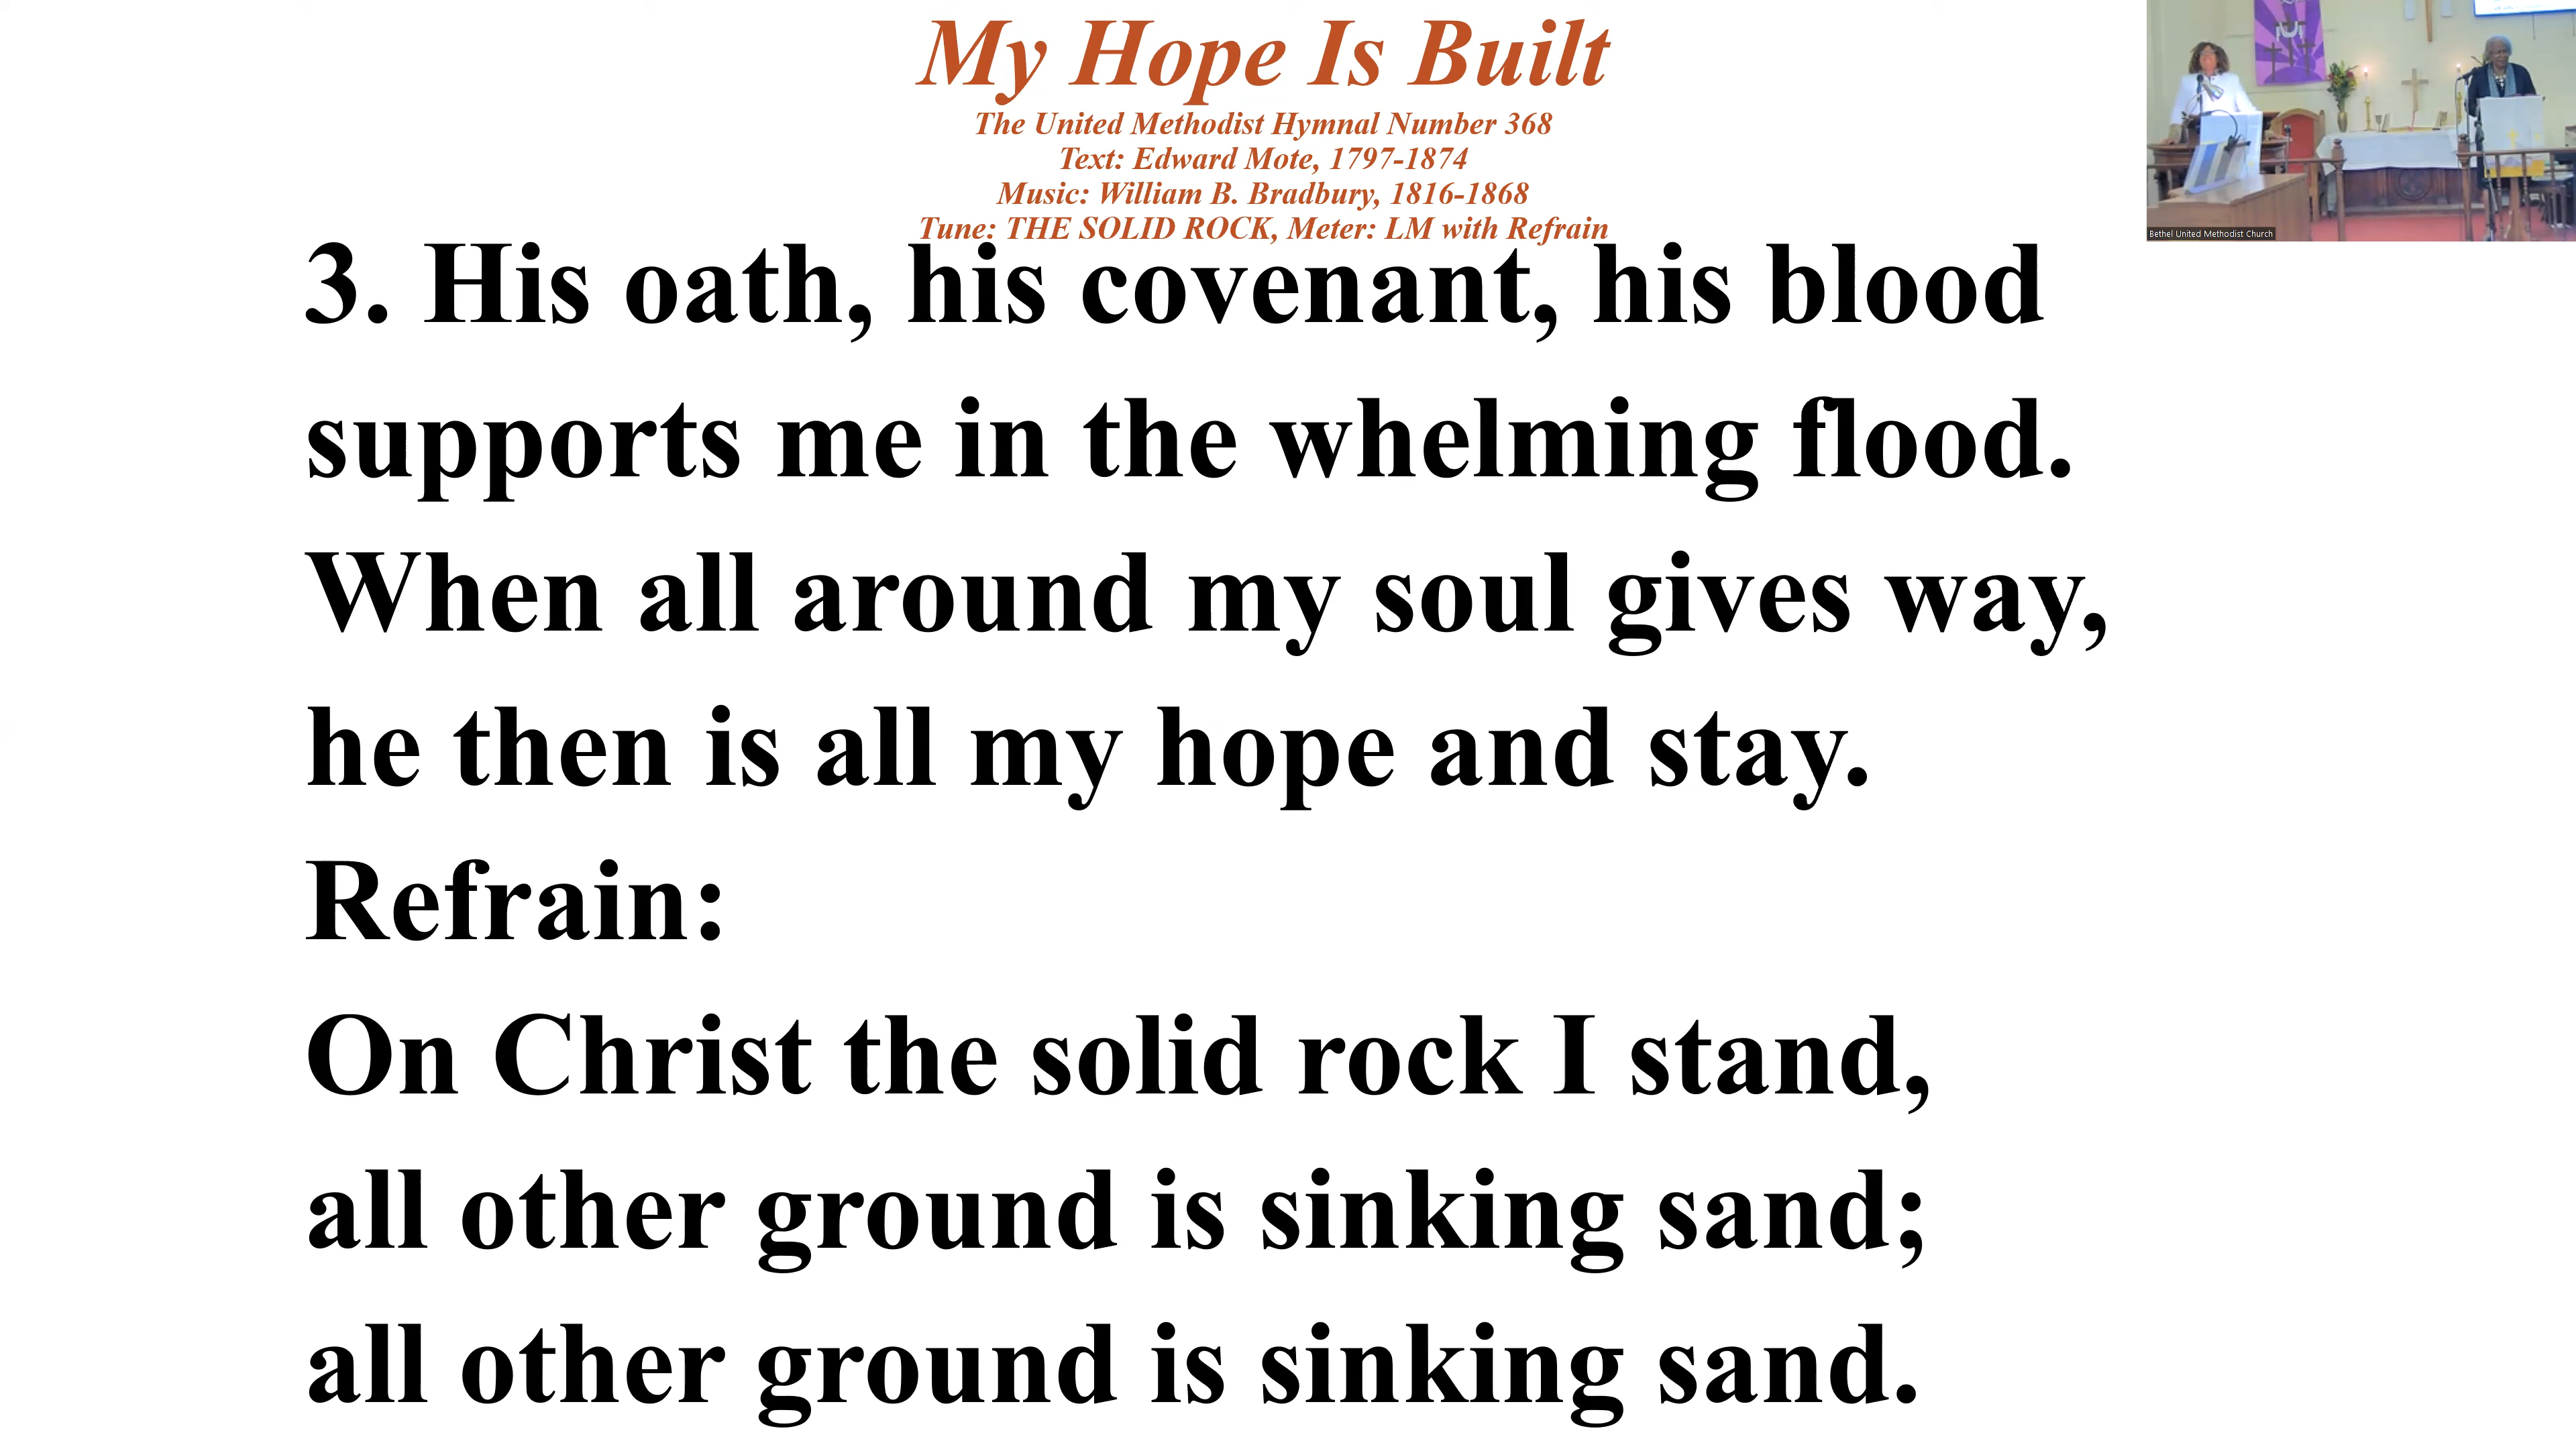 My Hope Is Built
The United Methodist Hymnal Number 368
Text: Edward Mote, 1797-1874
Music: William B. Bradbury, 1816-1868
Tune: THE SOLID ROCK, Meter: LM with Refrain
Bethel United Methodist Church
3. His oath, his covenant, his blood
supports me in the whelming flood.
When all around my soul gives way,
he then is all my hope and stay.
Refrain:
On Christ the solid rock I stand,
all other ground is sinking sand;
all other ground is sinking sand.